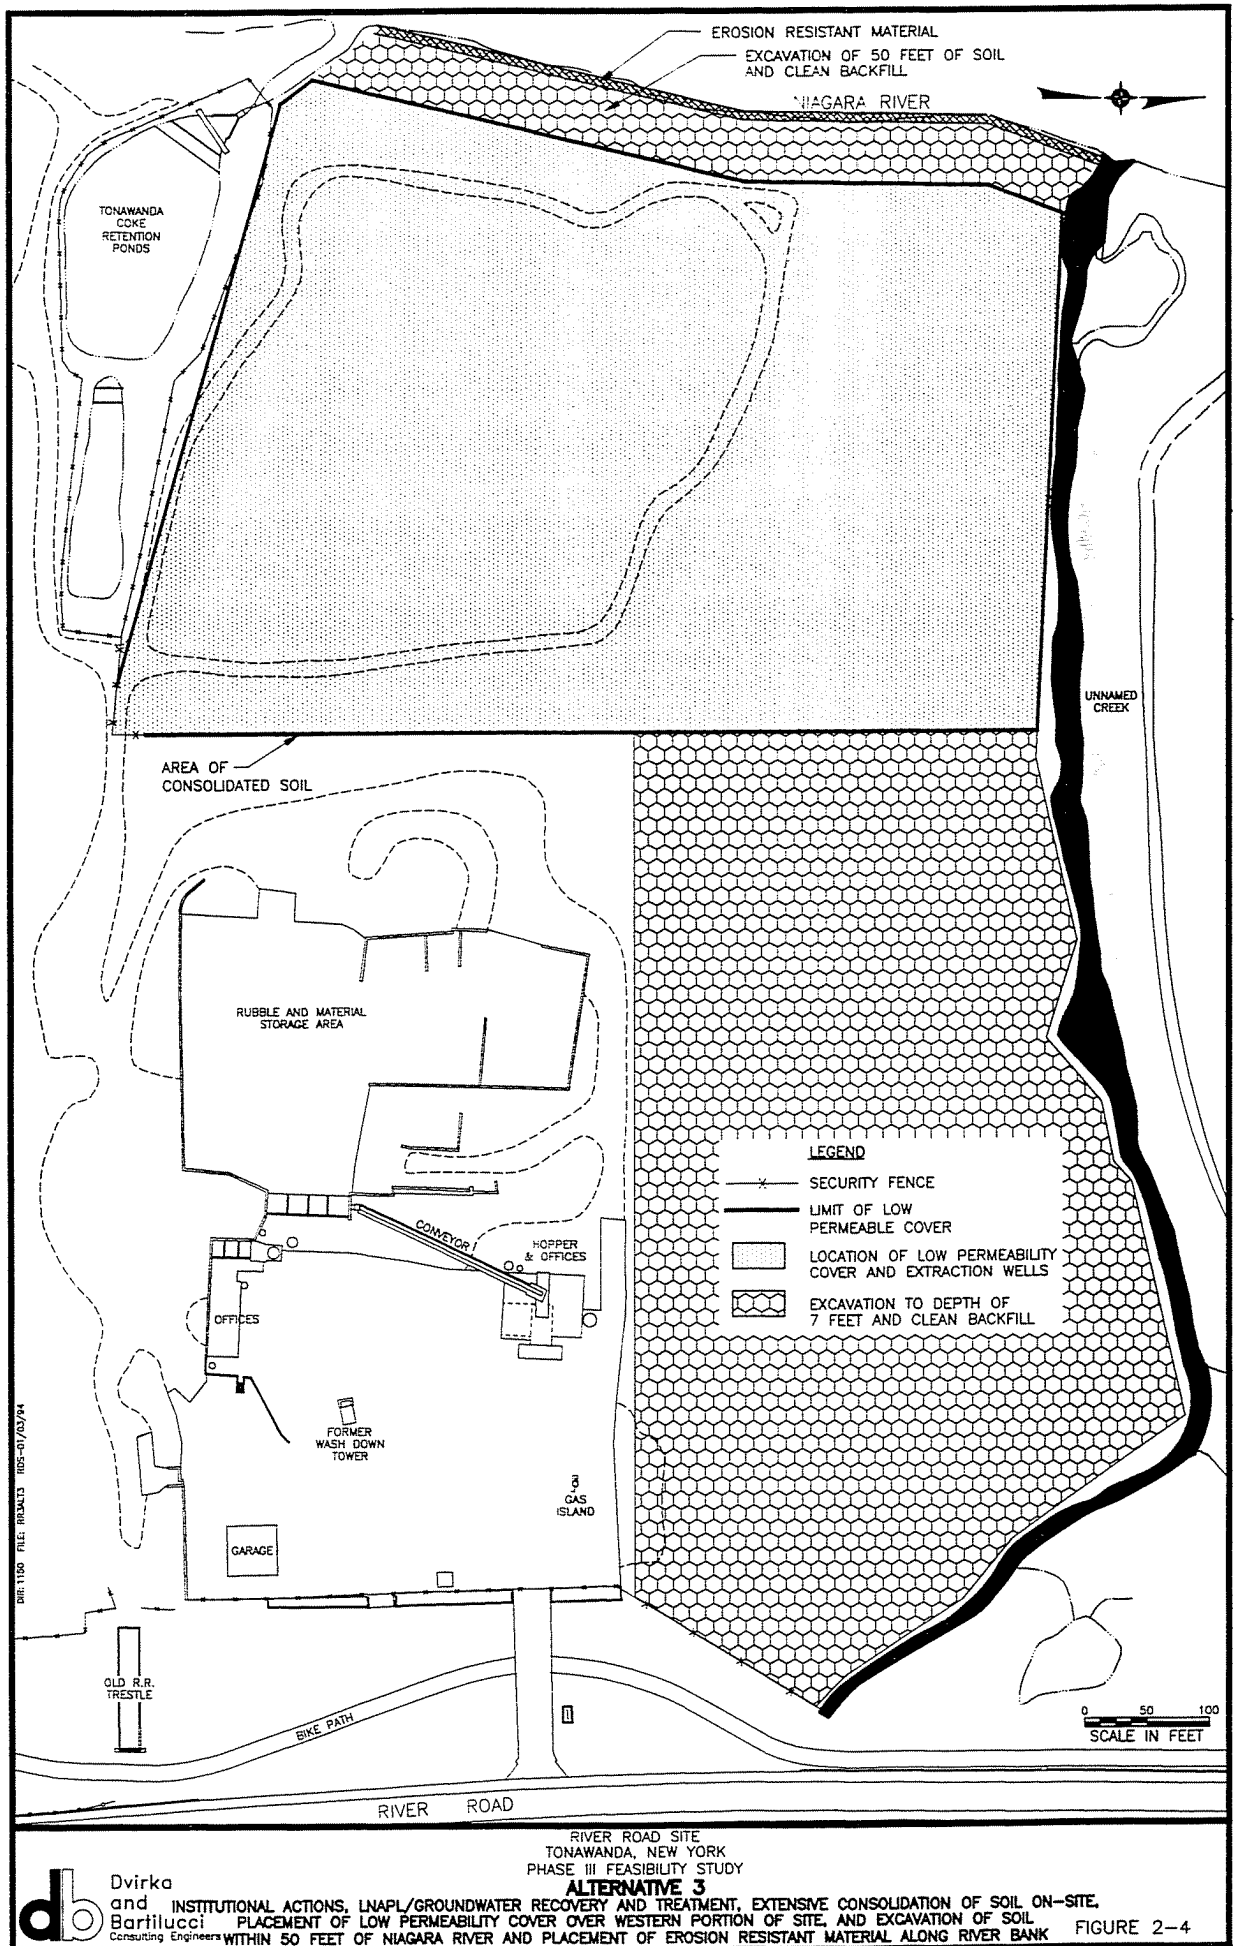 EROSION RESISTANT MATERIAL
EXCAVATION OF 50 FEET OF SOIL
AND CLEAN BACKFILL
NIAGARA RIVER
TONAWANDA
COKE
RETENTION
PONDS
UNNAMED
CREEK
AREA OF
CONSOLIDATED SOIL
RUBBLE AND MATERIAL
STORAGE AREA
LEGEND
SECURITY FENCE
LIMIT OF LOW
PERMEABLE COVER
LOCATION OF LOW PERMEABILITY
COVER AND EXTRACTION WELLS
EXCAVATION TO DEPTH OF
7 FEET AND CLEAN BACKFILL
CONVEYOR
HOPPER
& OFFICES
OFFICES
FORMER
WASH DOWN
TOWER
GAS
ISLAND
GARAGE
OLD R.R.
TRESTLE
BIKE PATH
0 50 100
SCALE IN FEET
RIVER ROAD
DIR: 1150 FILE: RR3ALT3 RDS-01/03/94
RIVER ROAD SITE
TONAWANDA, NEW YORK
PHASE III FEASIBILITY STUDY
ALTERNATIVE 3
db
Dvirka
and
Bartilucci
Consulting Engineers
INSTITUTIONAL ACTIONS, LNAPL/GROUNDWATER RECOVERY AND TREATMENT, EXTENSIVE CONSOLIDATION OF SOIL ON-SITE,
PLACEMENT OF LOW PERMEABILITY COVER OVER WESTERN PORTION OF SITE, AND EXCAVATION OF SOIL
WITHIN 50 FEET OF NIAGARA RIVER AND PLACEMENT OF EROSION RESISTANT MATERIAL ALONG RIVER BANK
FIGURE 2-4